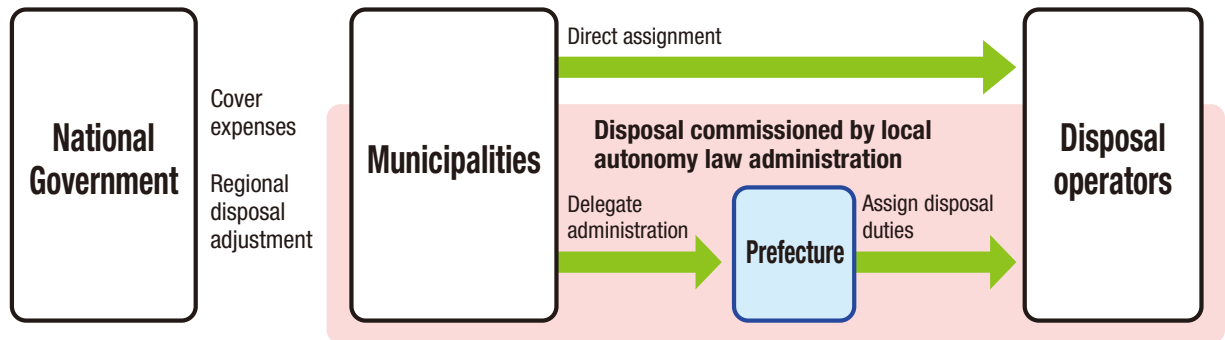 National
Government
Cover
expenses
Regional
disposal
adjustment
Municipalities
Direct assignment
Disposal commissioned by local
autonomy law administration
Delegate
administration
Prefecture
Assign disposal
duties
Disposal
operators